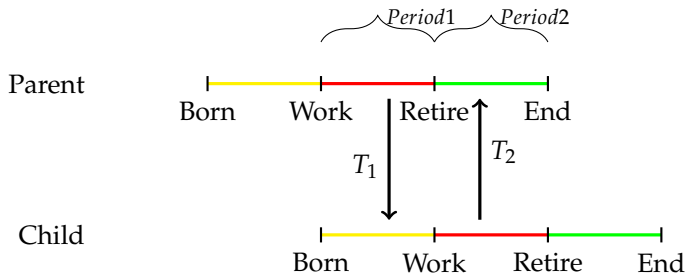 Period1 Period2
Parent
Born Work Retire End
T1 T2
Child
Born Work Retire End